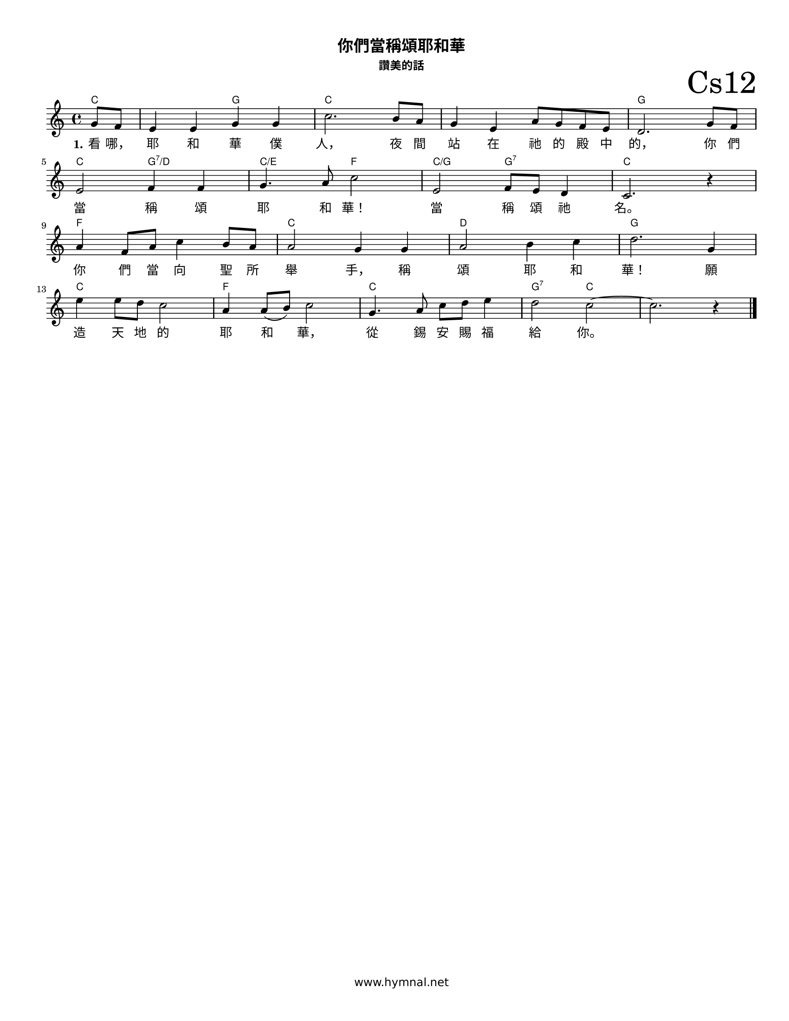 你們當稱頌耶和華
讚美的話
Cs12
C G C G
1. 看哪， 耶 和 華 僕 人， 夜 間 站 在 祂 的 殿 中 的， 你 們
5 C G7/D C/E F C/G G7 C
當 稱 頌 耶 和 華！ 當 稱 頌 祂 名。
9 F C D G
你 們 當 向 聖 所 舉 手， 稱 頌 耶 和 華！ 願
13 C F C G7 C
造 天 地 的 耶 和 華， 從 錫 安 賜 福 給 你。
www.hymnal.net